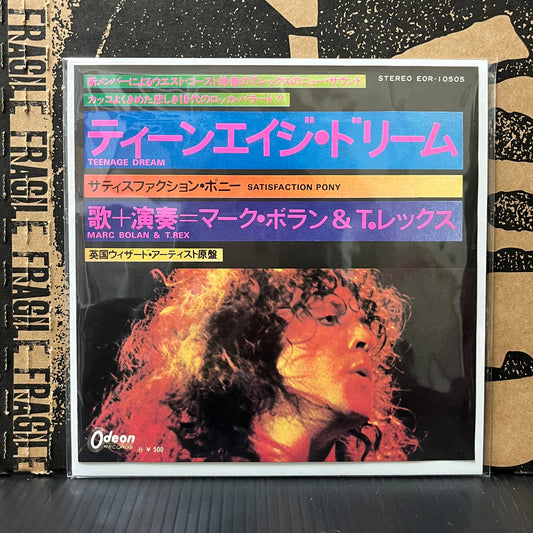 STEREO EOR-10505
新メンバーによるウエスト・コースト録音のT.レックスのニュー・サウンド
カッコよくきめた悲しき10代のロッカ・バラード
ティーンエイジ・ドリーム
TEENAGE DREAM
サティスファクション・ポニー SATISFACTION PONY
歌+演奏=マーク・ボラン&T.レックス
MARC BOLAN & T.REX
英国ウィザード・アーティスト原盤
Odeon
RECORDS
H ¥500
FRAGILE FRAGILE FRAGILE
FRAGILE FRAGILE FRAGILE